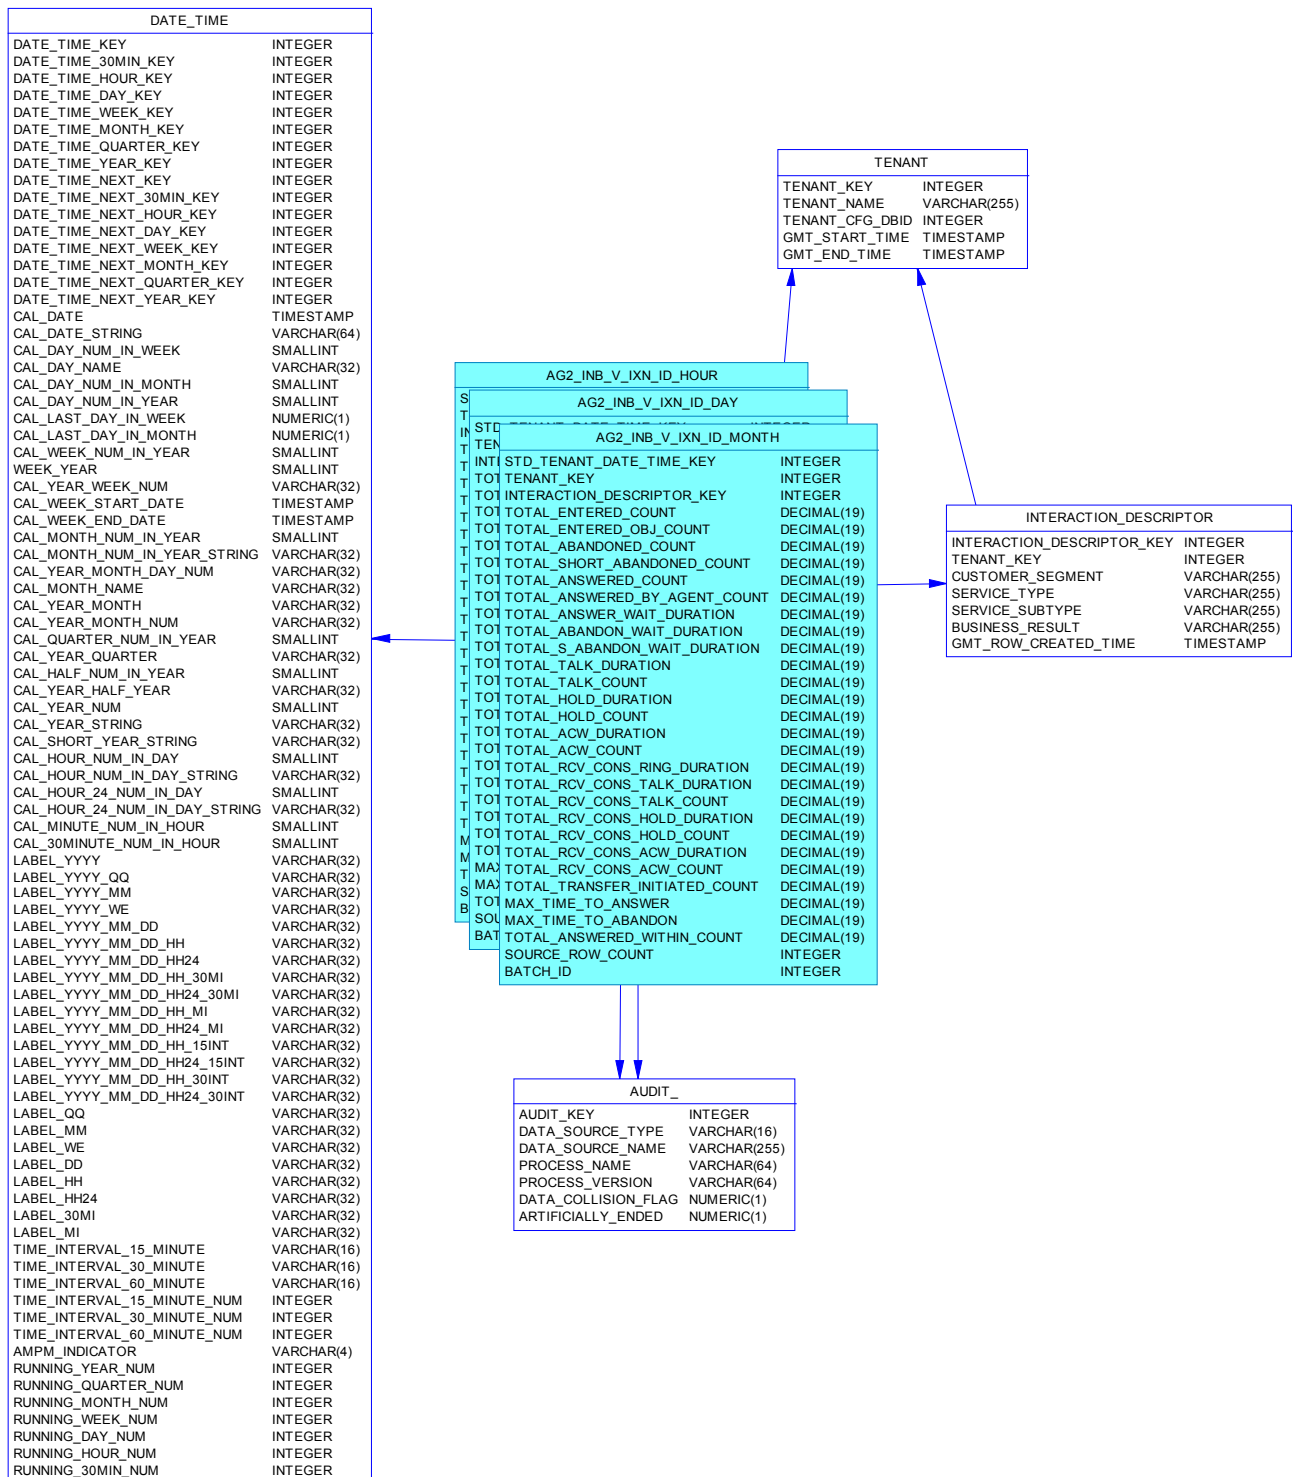 DATE_TIME
DATE_TIME_KEY INTEGER
DATE_TIME_30MIN_KEY INTEGER
DATE_TIME_HOUR_KEY INTEGER
DATE_TIME_DAY_KEY INTEGER
DATE_TIME_WEEK_KEY INTEGER
DATE_TIME_MONTH_KEY INTEGER
DATE_TIME_QUARTER_KEY INTEGER
DATE_TIME_YEAR_KEY INTEGER
DATE_TIME_NEXT_KEY INTEGER
DATE_TIME_NEXT_30MIN_KEY INTEGER
DATE_TIME_NEXT_HOUR_KEY INTEGER
DATE_TIME_NEXT_DAY_KEY INTEGER
DATE_TIME_NEXT_WEEK_KEY INTEGER
DATE_TIME_NEXT_MONTH_KEY INTEGER
DATE_TIME_NEXT_QUARTER_KEY INTEGER
DATE_TIME_NEXT_YEAR_KEY INTEGER
CAL_DATE TIMESTAMP
CAL_DATE_STRING VARCHAR(64)
CAL_DAY_NUM_IN_WEEK SMALLINT
CAL_DAY_NAME VARCHAR(32)
CAL_DAY_NUM_IN_MONTH SMALLINT
CAL_DAY_NUM_IN_YEAR SMALLINT
CAL_LAST_DAY_IN_WEEK NUMERIC(1)
CAL_LAST_DAY_IN_MONTH NUMERIC(1)
CAL_WEEK_NUM_IN_YEAR SMALLINT
WEEK_YEAR SMALLINT
CAL_YEAR_WEEK_NUM VARCHAR(32)
CAL_WEEK_START_DATE TIMESTAMP
CAL_WEEK_END_DATE TIMESTAMP
CAL_MONTH_NUM_IN_YEAR SMALLINT
CAL_MONTH_NUM_IN_YEAR_STRING VARCHAR(32)
CAL_YEAR_MONTH_DAY_NUM VARCHAR(32)
CAL_MONTH_NAME VARCHAR(32)
CAL_YEAR_MONTH VARCHAR(32)
CAL_YEAR_MONTH_NUM VARCHAR(32)
CAL_QUARTER_NUM_IN_YEAR SMALLINT
CAL_YEAR_QUARTER VARCHAR(32)
CAL_HALF_NUM_IN_YEAR SMALLINT
CAL_YEAR_HALF_YEAR VARCHAR(32)
CAL_YEAR_NUM SMALLINT
CAL_YEAR_STRING VARCHAR(32)
CAL_SHORT_YEAR_STRING VARCHAR(32)
CAL_HOUR_NUM_IN_DAY SMALLINT
CAL_HOUR_NUM_IN_DAY_STRING VARCHAR(32)
CAL_HOUR_24_NUM_IN_DAY SMALLINT
CAL_HOUR_24_NUM_IN_DAY_STRING VARCHAR(32)
CAL_MINUTE_NUM_IN_HOUR SMALLINT
CAL_30MINUTE_NUM_IN_HOUR SMALLINT
LABEL_YYYY VARCHAR(32)
LABEL_YYYY_QQ VARCHAR(32)
LABEL_YYYY_MM VARCHAR(32)
LABEL_YYYY_WE VARCHAR(32)
LABEL_YYYY_MM_DD VARCHAR(32)
LABEL_YYYY_MM_DD_HH VARCHAR(32)
LABEL_YYYY_MM_DD_HH24 VARCHAR(32)
LABEL_YYYY_MM_DD_HH_30MI VARCHAR(32)
LABEL_YYYY_MM_DD_HH24_30MI VARCHAR(32)
LABEL_YYYY_MM_DD_HH_MI VARCHAR(32)
LABEL_YYYY_MM_DD_HH24_MI VARCHAR(32)
LABEL_YYYY_MM_DD_HH_15INT VARCHAR(32)
LABEL_YYYY_MM_DD_HH24_15INT VARCHAR(32)
LABEL_YYYY_MM_DD_HH_30INT VARCHAR(32)
LABEL_YYYY_MM_DD_HH24_30INT VARCHAR(32)
LABEL_QQ VARCHAR(32)
LABEL_MM VARCHAR(32)
LABEL_WE VARCHAR(32)
LABEL_DD VARCHAR(32)
LABEL_HH VARCHAR(32)
LABEL_HH24 VARCHAR(32)
LABEL_30MI VARCHAR(32)
LABEL_MI VARCHAR(32)
TIME_INTERVAL_15_MINUTE VARCHAR(16)
TIME_INTERVAL_30_MINUTE VARCHAR(16)
TIME_INTERVAL_60_MINUTE VARCHAR(16)
TIME_INTERVAL_15_MINUTE_NUM INTEGER
TIME_INTERVAL_30_MINUTE_NUM INTEGER
TIME_INTERVAL_60_MINUTE_NUM INTEGER
AMPM_INDICATOR VARCHAR(4)
RUNNING_YEAR_NUM INTEGER
RUNNING_QUARTER_NUM INTEGER
RUNNING_MONTH_NUM INTEGER
RUNNING_WEEK_NUM INTEGER
RUNNING_DAY_NUM INTEGER
RUNNING_HOUR_NUM INTEGER
RUNNING_30MIN_NUM INTEGER
TENANT
TENANT_KEY INTEGER
TENANT_NAME VARCHAR(255)
TENANT_CFG_DBID INTEGER
GMT_START_TIME TIMESTAMP
GMT_END_TIME TIMESTAMP
AG2_INB_V_IXN_ID_HOUR
AG2_INB_V_IXN_ID_DAY
AG2_INB_V_IXN_ID_MONTH
STD_TENANT_DATE_TIME_KEY INTEGER
TENANT_KEY INTEGER
INTERACTION_DESCRIPTOR_KEY INTEGER
TOTAL_ENTERED_COUNT DECIMAL(19)
TOTAL_ENTERED_OBJ_COUNT DECIMAL(19)
TOTAL_ABANDONED_COUNT DECIMAL(19)
TOTAL_SHORT_ABANDONED_COUNT DECIMAL(19)
TOTAL_ANSWERED_COUNT DECIMAL(19)
TOTAL_ANSWERED_BY_AGENT_COUNT DECIMAL(19)
TOTAL_ANSWER_WAIT_DURATION DECIMAL(19)
TOTAL_ABANDON_WAIT_DURATION DECIMAL(19)
TOTAL_S_ABANDON_WAIT_DURATION DECIMAL(19)
TOTAL_TALK_DURATION DECIMAL(19)
TOTAL_TALK_COUNT DECIMAL(19)
TOTAL_HOLD_DURATION DECIMAL(19)
TOTAL_HOLD_COUNT DECIMAL(19)
TOTAL_ACW_DURATION DECIMAL(19)
TOTAL_ACW_COUNT DECIMAL(19)
TOTAL_RCV_CONS_RING_DURATION DECIMAL(19)
TOTAL_RCV_CONS_TALK_DURATION DECIMAL(19)
TOTAL_RCV_CONS_TALK_COUNT DECIMAL(19)
TOTAL_RCV_CONS_HOLD_DURATION DECIMAL(19)
TOTAL_RCV_CONS_HOLD_COUNT DECIMAL(19)
TOTAL_RCV_CONS_ACW_DURATION DECIMAL(19)
TOTAL_RCV_CONS_ACW_COUNT DECIMAL(19)
TOTAL_TRANSFER_INITIATED_COUNT DECIMAL(19)
MAX_TIME_TO_ANSWER DECIMAL(19)
MAX_TIME_TO_ABANDON DECIMAL(19)
TOTAL_ANSWERED_WITHIN_COUNT DECIMAL(19)
SOURCE_ROW_COUNT INTEGER
BATCH_ID INTEGER
INTERACTION_DESCRIPTOR
INTERACTION_DESCRIPTOR_KEY INTEGER
TENANT_KEY INTEGER
CUSTOMER_SEGMENT VARCHAR(255)
SERVICE_TYPE VARCHAR(255)
SERVICE_SUBTYPE VARCHAR(255)
BUSINESS_RESULT VARCHAR(255)
GMT_ROW_CREATED_TIME TIMESTAMP
AUDIT_
AUDIT_KEY INTEGER
DATA_SOURCE_TYPE VARCHAR(16)
DATA_SOURCE_NAME VARCHAR(255)
PROCESS_NAME VARCHAR(64)
PROCESS_VERSION VARCHAR(64)
DATA_COLLISION_FLAG NUMERIC(1)
ARTIFICIALLY_ENDED NUMERIC(1)